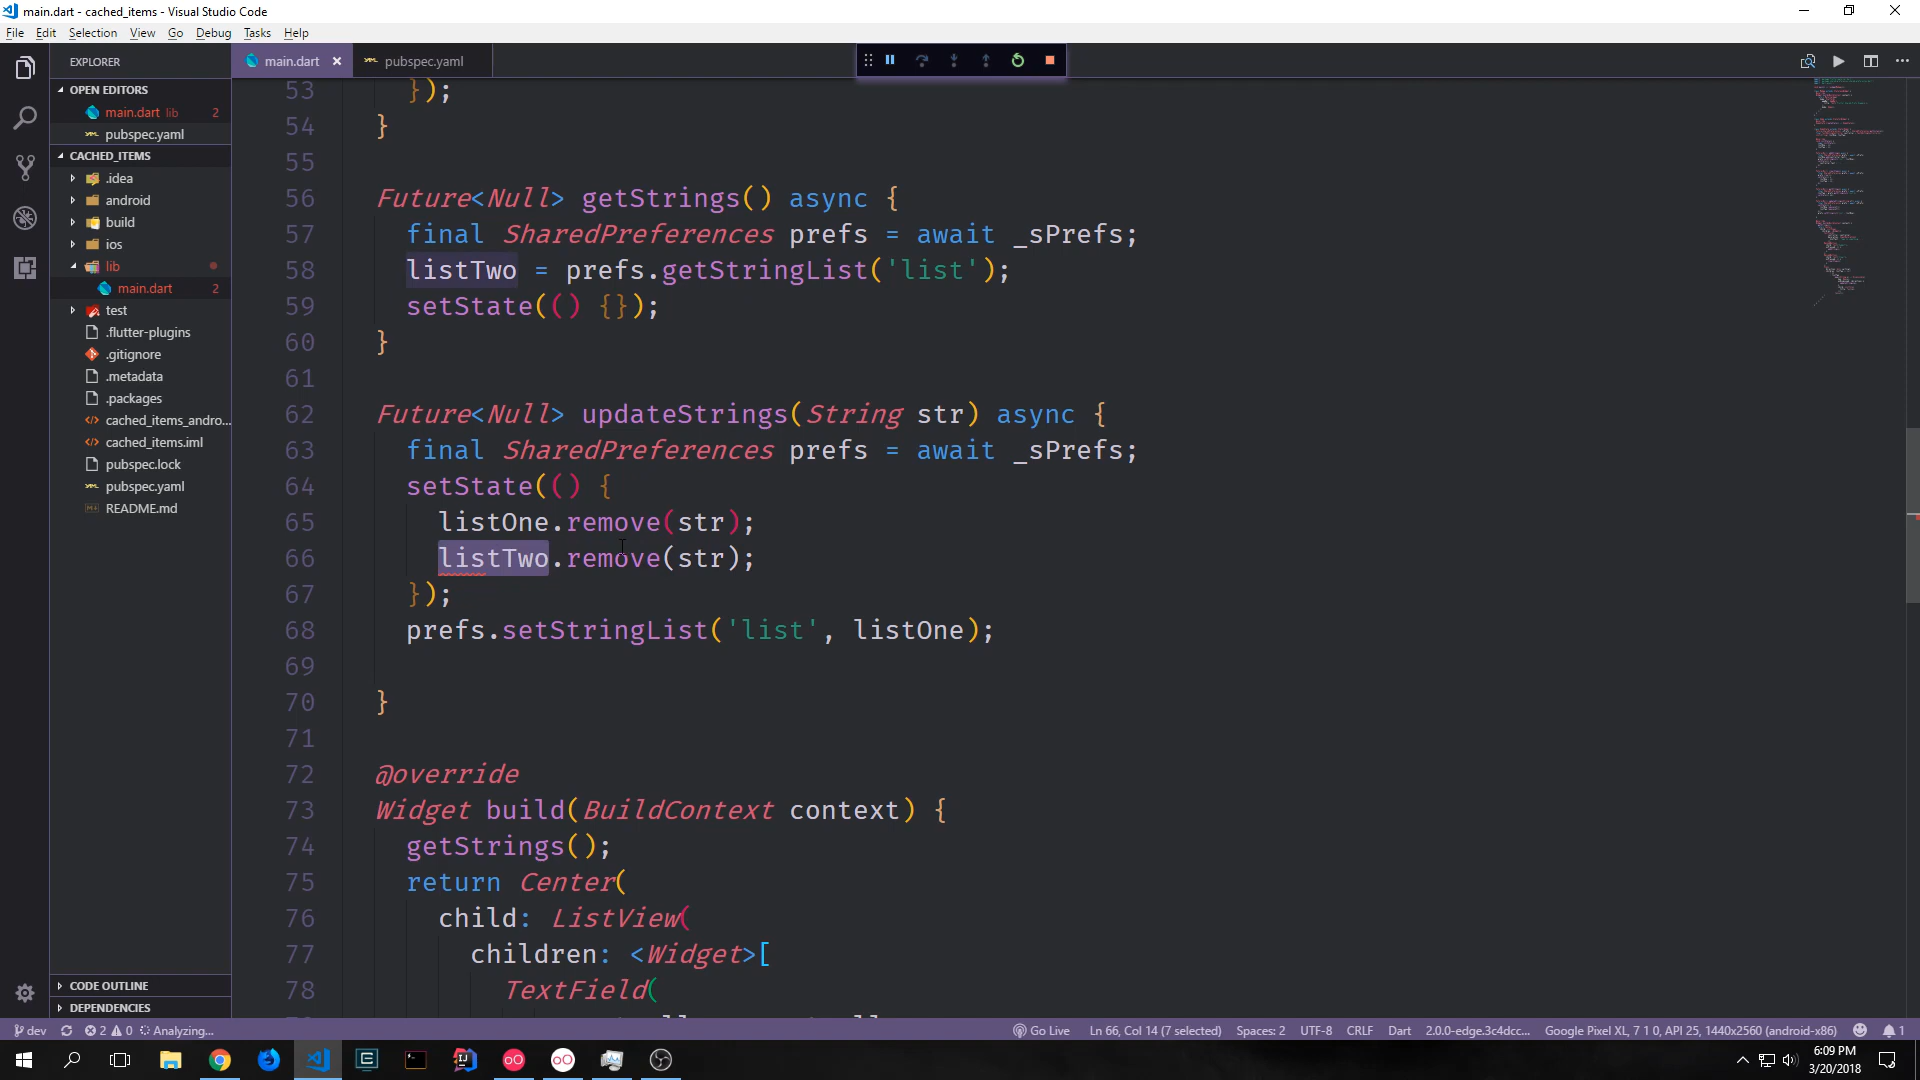 main.dart - cached_items - Visual Studio Code
File Edit Selection View Go Debug Tasks Help
EXPLORER
main.dart
pubspec.yaml
OPEN EDITORS
main.dart lib 2
pubspec.yaml
CACHED_ITEMS
.idea
android
build
ios
lib
main.dart 2
test
.flutter-plugins
.gitignore
.metadata
.packages
cached_items_andro...
cached_items.iml
pubspec.lock
pubspec.yaml
README.md
CODE OUTLINE
DEPENDENCIES
53 });
54 }
55
56 Future<Null> getStrings() async {
57 final SharedPreferences prefs = await _sPrefs;
58 listTwo = prefs.getStringList('list');
59 setState(() {});
60 }
61
62 Future<Null> updateStrings(String str) async {
63 final SharedPreferences prefs = await _sPrefs;
64 setState(() {
65 listOne.remove(str);
66 listTwo.remove(str);
67 });
68 prefs.setStringList('list', listOne);
69
70 }
71
72 @override
73 Widget build(BuildContext context) {
74 getStrings();
75 return Center(
76 child: ListView(
77 children: <Widget>[
78 TextField(
dev 2 0 Analyzing... Go Live Ln 66, Col 14 (7 selected) Spaces: 2 UTF-8 CRLF Dart 2.0.0-edge.3c4dcc... Google Pixel XL, 7 1 0, API 25, 1440x2560 (android-x86) 1
6:09 PM
3/20/2018